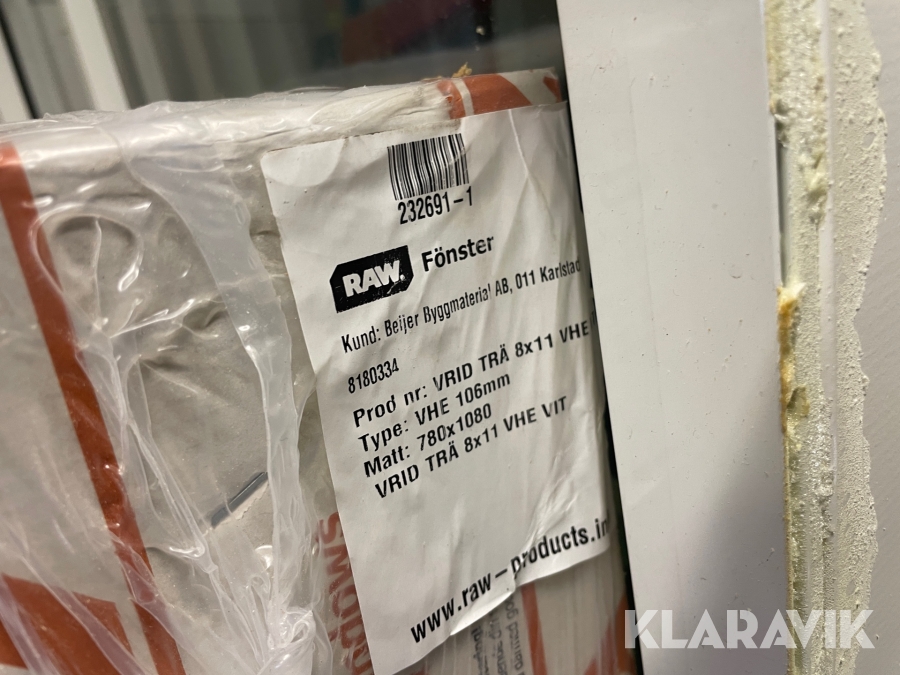 232691-1
RAW. Fönster
Kund: Beijer Byggmaterial AB, 011 Karlstad
8180334
Prod nr: VRID TRÄ 8x11 VHE
Type: VHE 106mm
Matt: 780x1080
VRID TRÄ 8x11 VHE VIT
www.raw-products.in
KLARAVIK